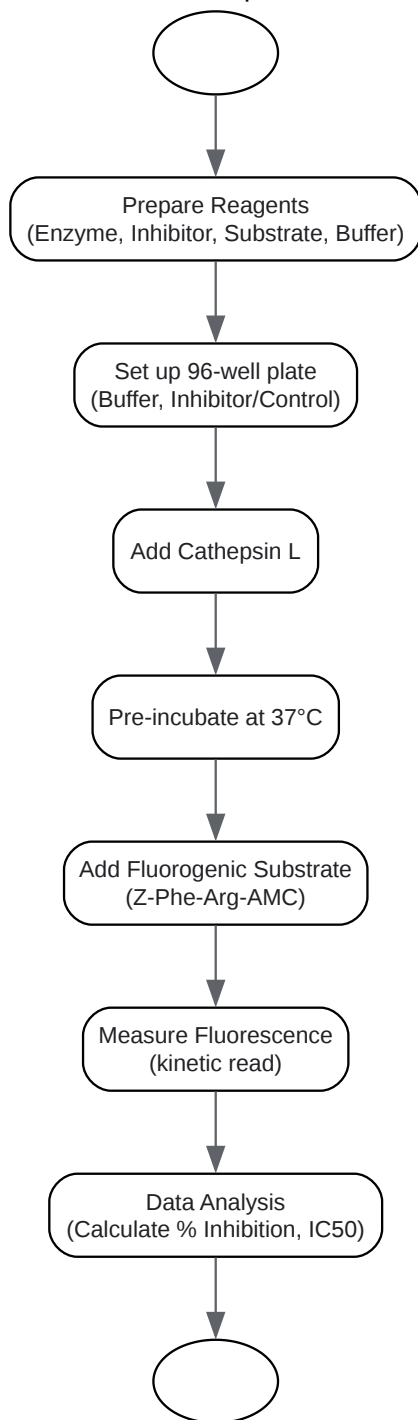 Prepare Reagents
(Enzyme, Inhibitor, Substrate, Buffer)
Set up 96-well plate
(Buffer, Inhibitor/Control)
Add Cathepsin L
Pre-incubate at 37°C
Add Fluorogenic Substrate
(Z-Phe-Arg-AMC)
Measure Fluorescence
(kinetic read)
Data Analysis
(Calculate % Inhibition, IC50)